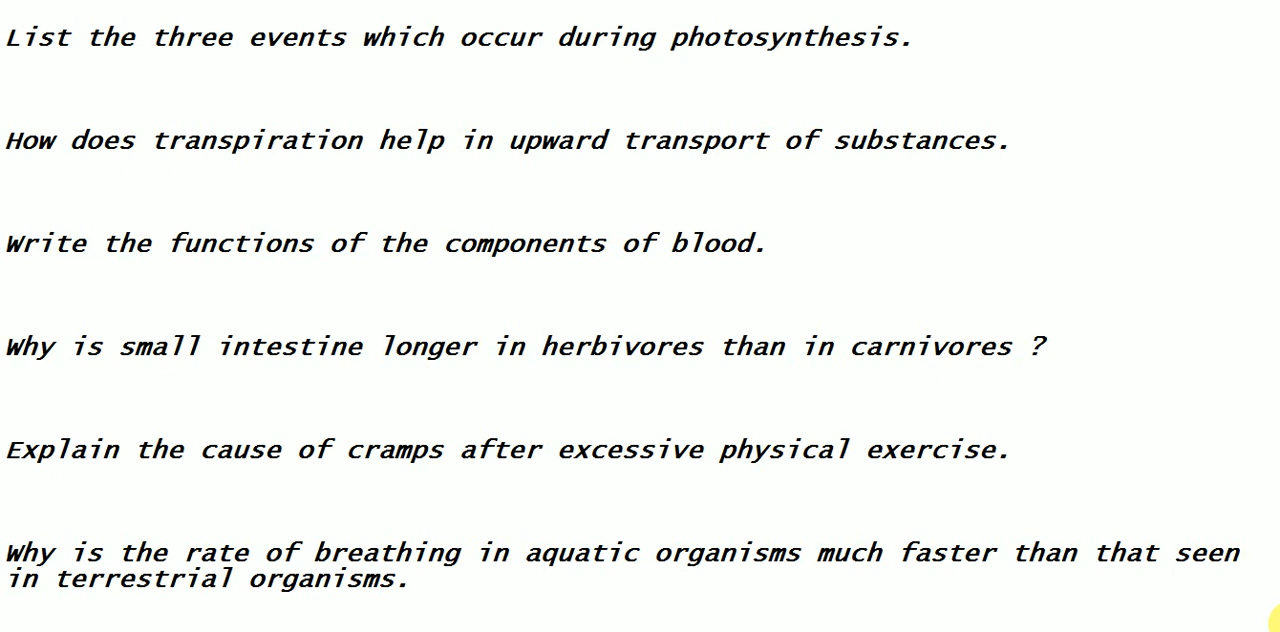 List the three events which occur during photosynthesis.
How does transpiration help in upward transport of substances.
Write the functions of the components of blood.
Why is small intestine longer in herbivores than in carnivores ?
Explain the cause of cramps after excessive physical exercise.
Why is the rate of breathing in aquatic organisms much faster than that seen
in terrestrial organisms.